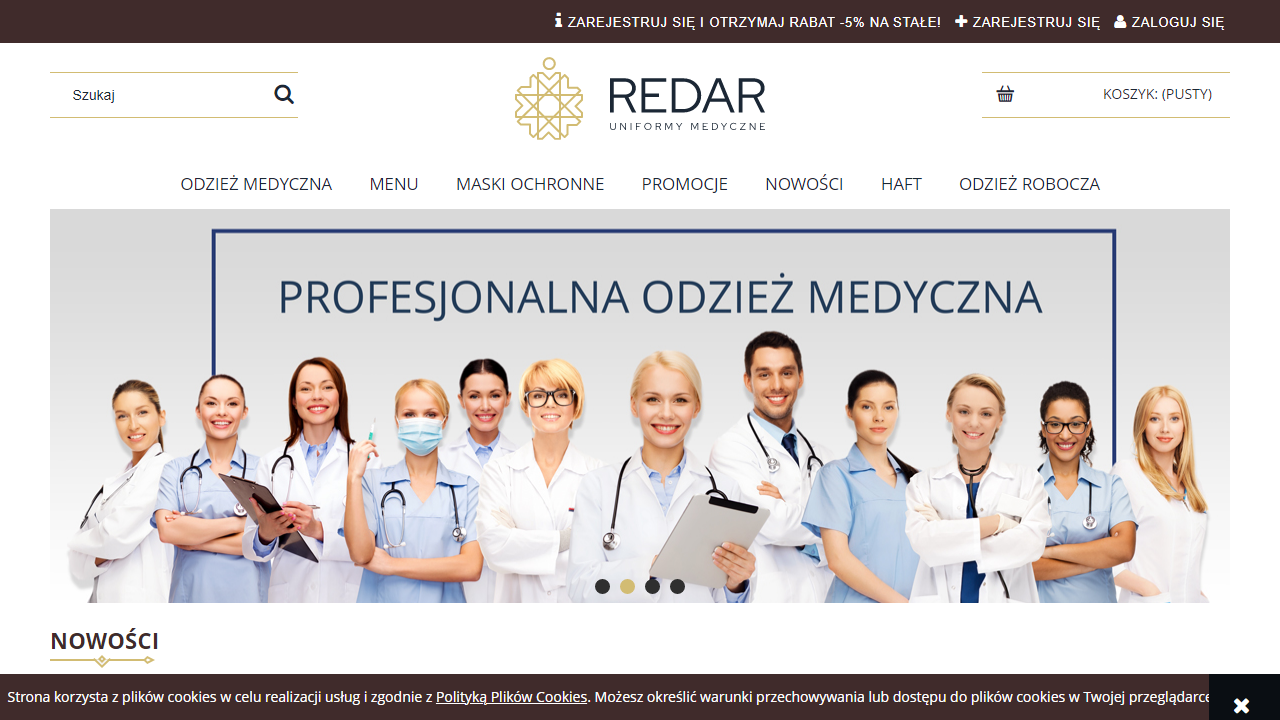 ZAREJESTRUJ SIĘ I OTRZYMAJ RABAT -5% NA STAŁE! ZAREJESTRUJ SIĘ ZALOGUJ SIĘ
Szukaj
REDAR
UNIFORMY MEDYCZNE
KOSZYK: (PUSTY)
ODZIEŻ MEDYCZNA MENU MASKI OCHRONNE PROMOCJE NOWOŚCI HAFT ODZIEŻ ROBOCZA
PROFESJONALNA ODZIEŻ MEDYCZNA
NOWOŚCI
Strona korzysta z plików cookies w celu realizacji usług i zgodnie z Polityką Plików Cookies. Możesz określić warunki przechowywania lub dostępu do plików cookies w Twojej przeglądarce